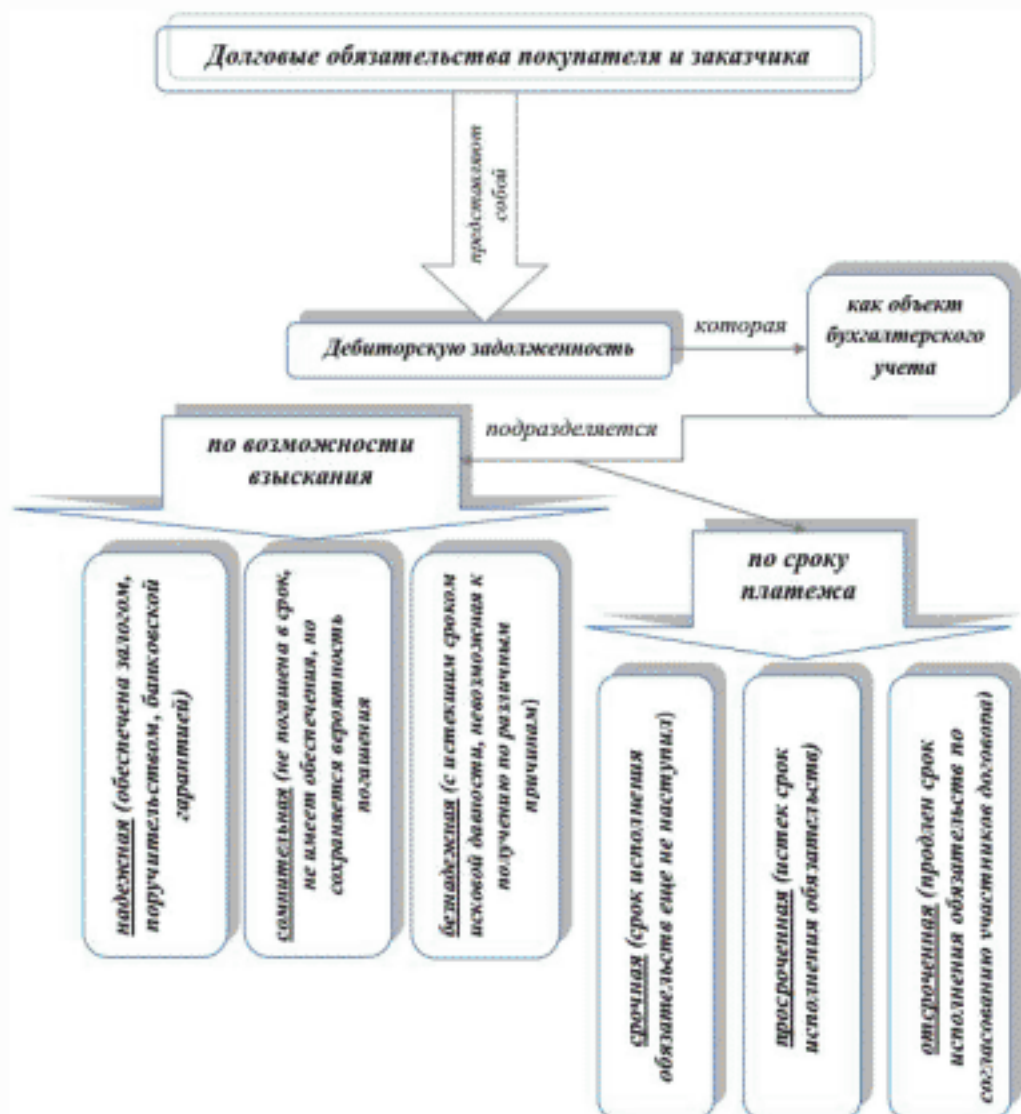 Долговые обязательства покупателя и заказчика
представляют
собой
Дебиторскую задолженность
которая
как объект
бухгалтерского
учета
подразделяется
по возможности
взыскания
надежная (обеспечена залогом,
поручительством, банковской
гарантией)
сомнительная (не погашена в срок,
не имеет обеспечения, но
сохраняется вероятность
погашения
безнадежная (с истекшим сроком
исковой давности, невозможная к
получению по различным
причинам)
по сроку
платежа
срочная (срок исполнения
обязательств еще не наступил)
просроченная (истек срок
исполнения обязательств)
отсроченная (продлен срок
исполнения обязательств по
согласованию участников договора)